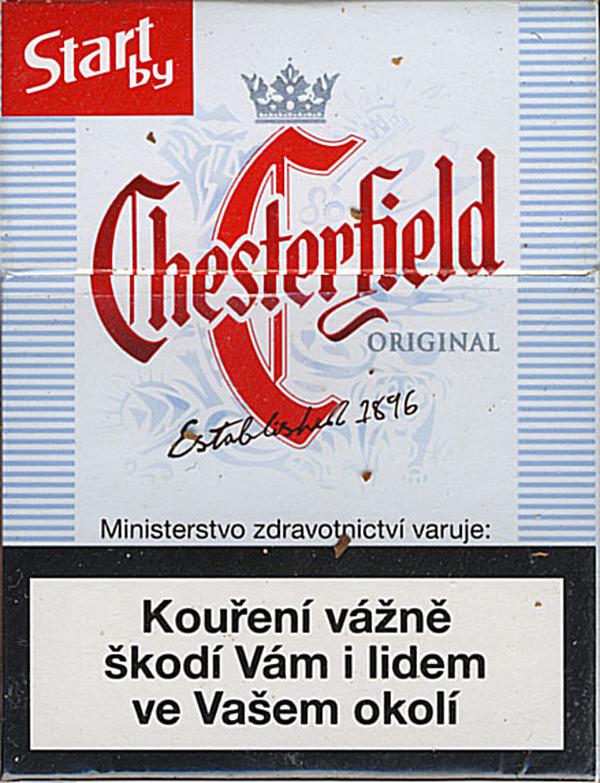 Start
by
Chesterfield
ORIGINAL
Established 1896
Ministerstvo zdravotnictví varuje:
Kouření vážně
škodí Vám i lidem
ve Vašem okolí